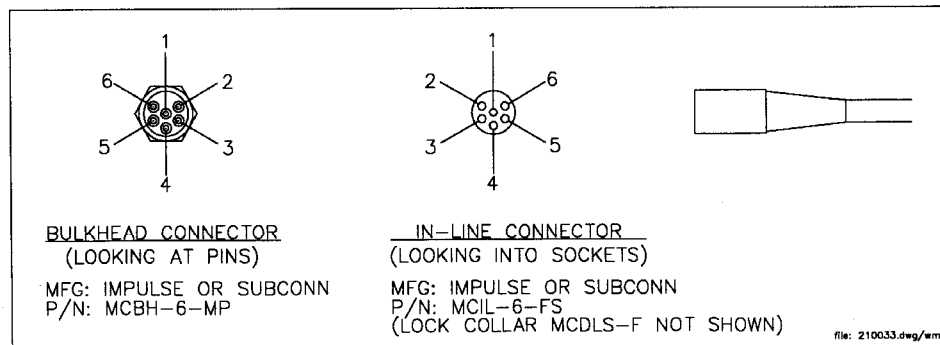 1
1
6
2
2
6
5
3
3
5
4
4
BULKHEAD CONNECTOR
(LOOKING AT PINS)
MFG: IMPULSE OR SUBCONN
P/N: MCBH-6-MP
IN-LINE CONNECTOR
(LOOKING INTO SOCKETS)
MFG: IMPULSE OR SUBCONN
P/N: MCIL-6-FS
(LOCK COLLAR MCDLS-F NOT SHOWN)
file: 210033.dwg/wm